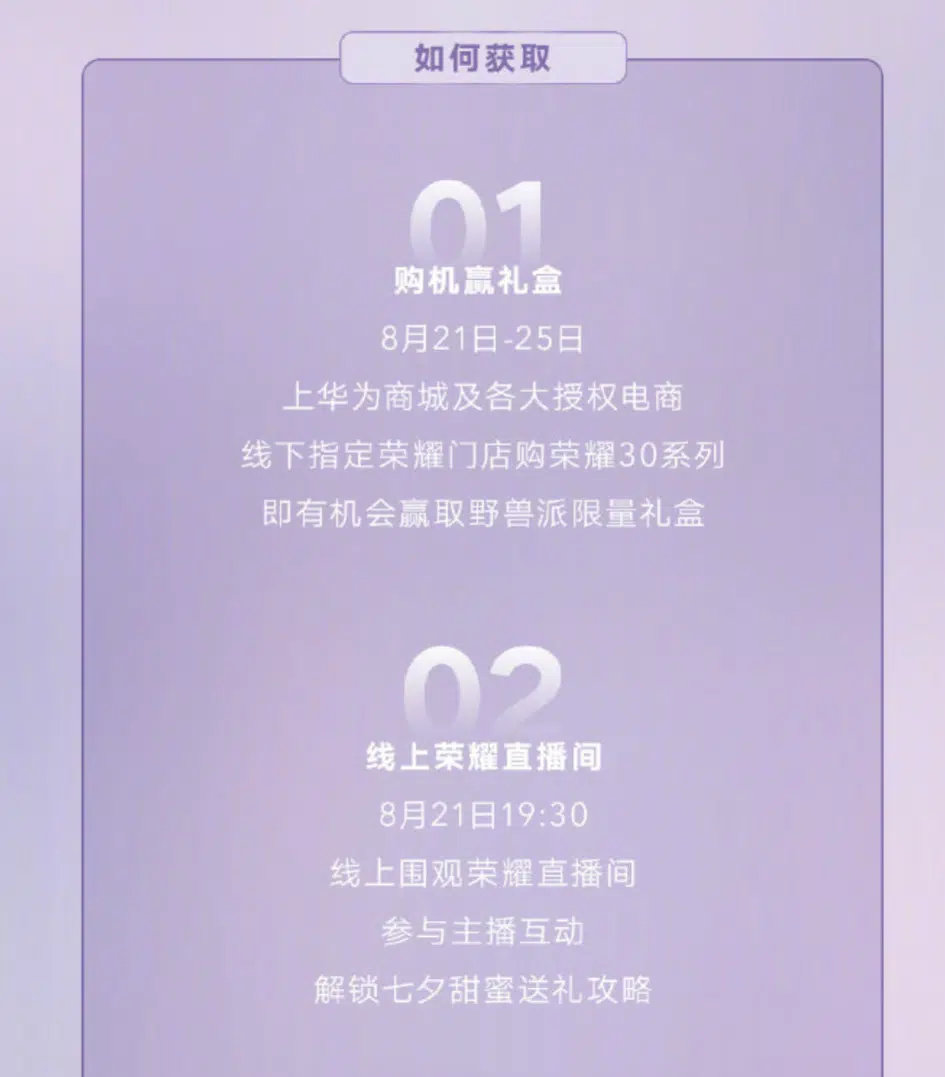 如何获取
01
购机赢礼盒
8月21日-25日
上华为商城及各大授权电商
线下指定荣耀门店购荣耀30系列
即有机会赢取野兽派限量礼盒
02
线上荣耀直播间
8月21日19:30
线上围观荣耀直播间
参与主播互动
解锁七夕甜蜜送礼攻略